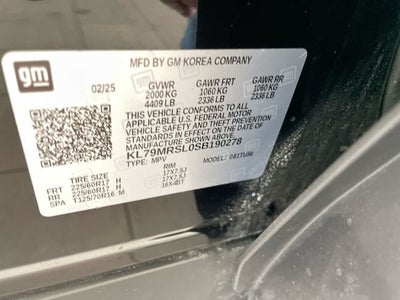 gm
MFD BY GM KOREA COMPANY
02/25 GVWR GAWR FRT GAWR RR
2000 KG 1060 KG 1060 KG
4409 LB 2336 LB 2336 LB
THIS VEHICLE CONFORMS TO ALL
APPLICABLE U.S. FEDERAL MOTOR
VEHICLE SAFETY, BUMPER, AND THEFT
PREVENTION STANDARDS IN EFFECT ON THE DATE OF
MANUFACTURE SHOWN ABOVE.
KL79MRSL0SB190278
TYPE: MPV MODEL: 081TU56
TIRE SIZE RIM
FRT 225/60R17 H 17X7.5J
RR 225/60R17 H 17X7.5J
SPA T125/70R16 M 16X4BT